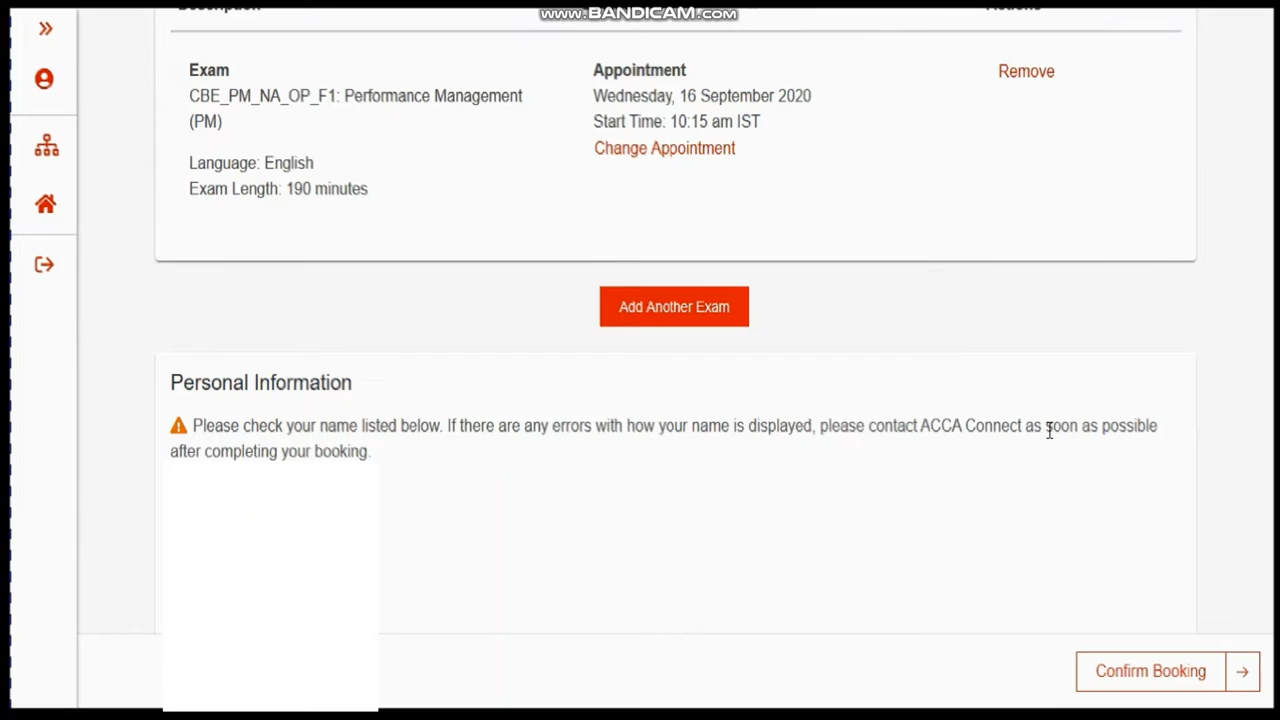 www.BANDICAM.com
Description
Actions
Exam
Appointment
Remove
CBE_PM_NA_OP_F1: Performance Management
(PM)
Wednesday, 16 September 2020
Start Time: 10:15 am IST
Change Appointment
Language: English
Exam Length: 190 minutes
Add Another Exam
Personal Information
Please check your name listed below. If there are any errors with how your name is displayed, please contact ACCA Connect as soon as possible
after completing your booking.
Confirm Booking